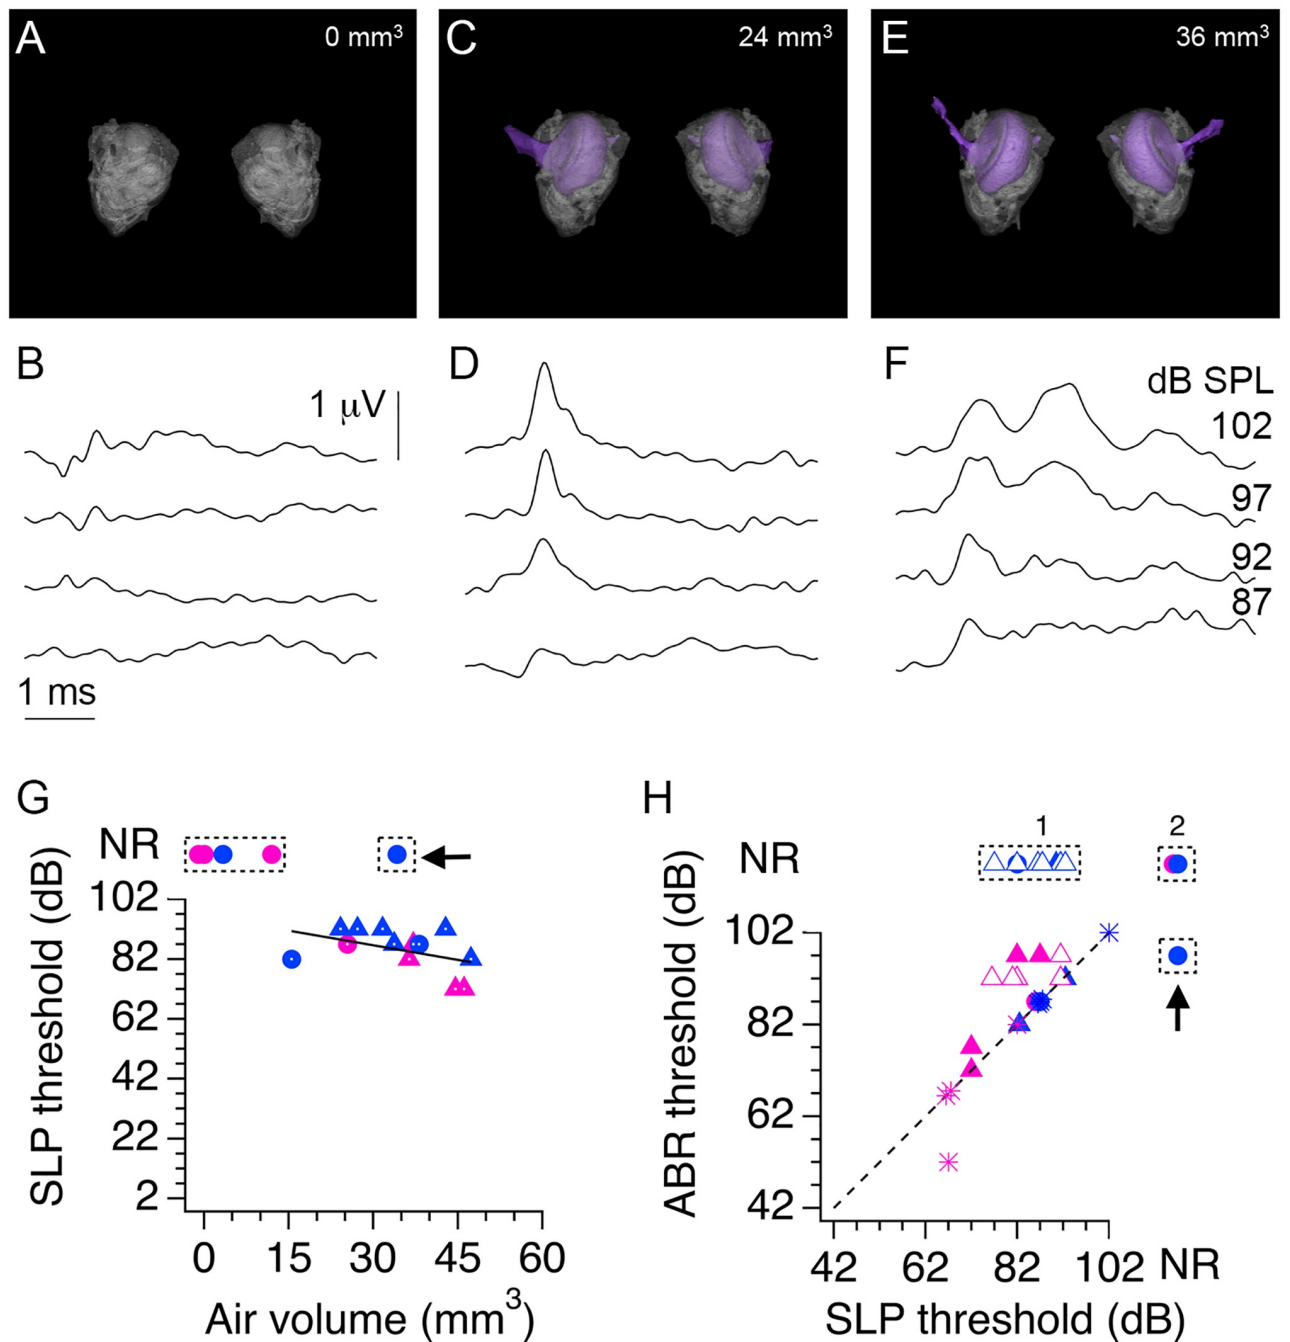 A
0 mm³
C
24 mm³
E
36 mm³
B
1 μV
D
F
dB SPL
102
97
92
87
1 ms
G
NR
102
82
62
42
22
2
0 15 30 45 60
SLP threshold (dB)
Air volume (mm³)
H
1 2
NR
102
82
62
42
42 62 82 102 NR
ABR threshold (dB)
SLP threshold (dB)